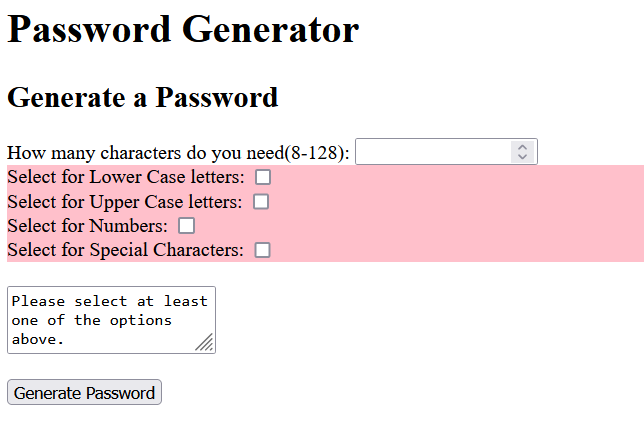 Password Generator
Generate a Password
How many characters do you need(8-128):
Select for Lower Case letters:
Select for Upper Case letters:
Select for Numbers:
Select for Special Characters:
Please select at least
one of the options
above.
Generate Password